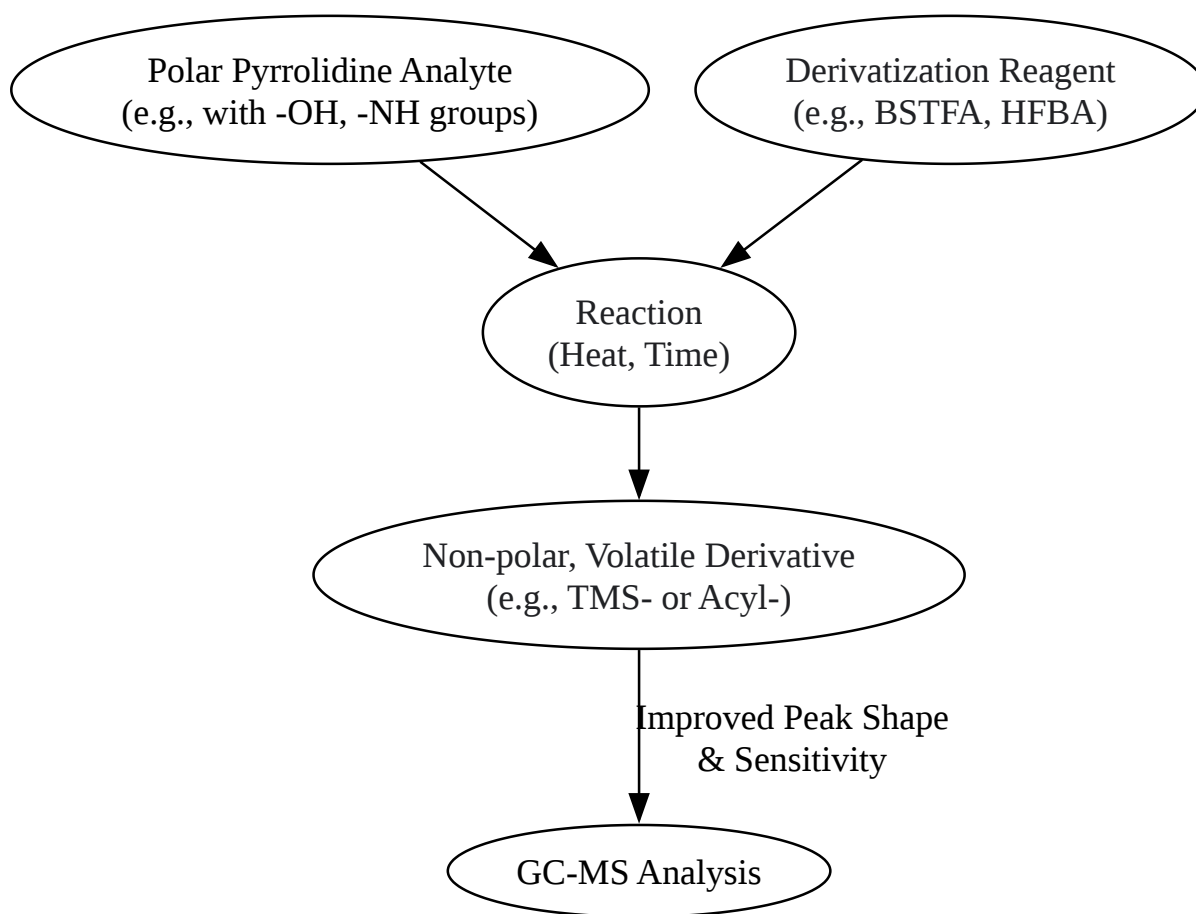 Polar Pyrrolidine Analyte
(e.g., with -OH, -NH groups)
Derivatization Reagent
(e.g., BSTFA, HFBA)
Reaction
(Heat, Time)
Non-polar, Volatile Derivative
(e.g., TMS- or Acyl-)
Improved Peak Shape
& Sensitivity
GC-MS Analysis